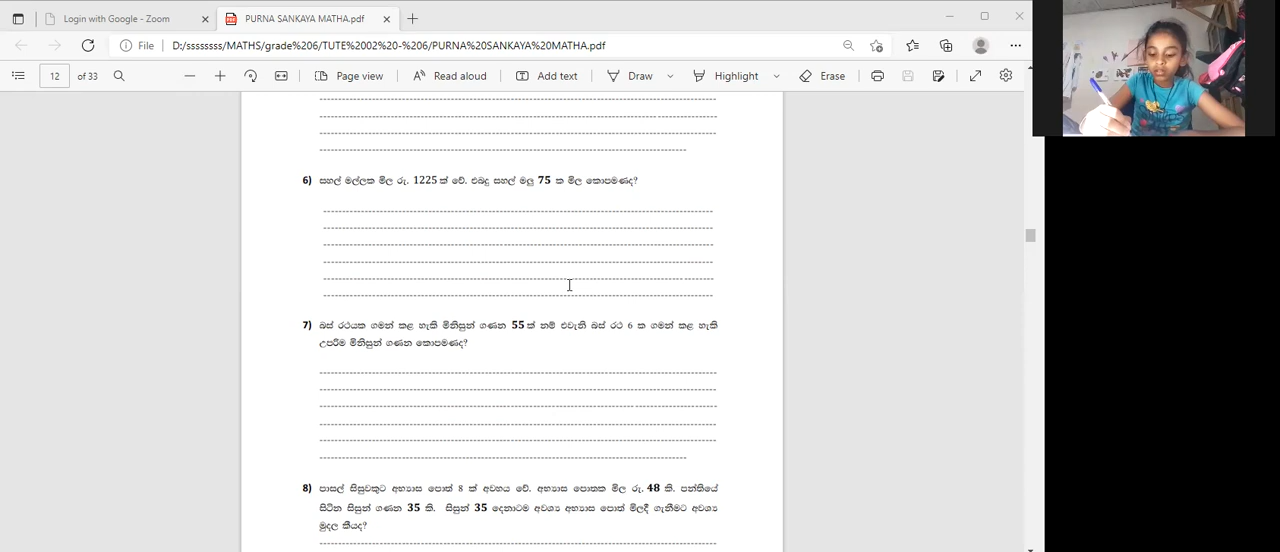 Login with Google - Zoom
PURNA SANKAYA MATHA.pdf
File D:/ssssssss/MATHS/grade%206/TUTE%2002%20-%206/PURNA%20SANKAYA%20MATHA.pdf
12 of 33 Page view Read aloud Add text Draw Highlight Erase
6) සහල් මල්ලක මිල රු. 1225 ක් වේ. එබඳු සහල් මලු 75 ක මිල කොපමණද?
7) බස් රථයක ගමන් කළ හැකි මිනිසුන් ගණන 55 ක් නම් එවැනි බස් රථ 6 ක ගමන් කළ හැකි
උපරිම මිනිසුන් ගණන කොපමණද?
8) පාසල් සිසුවකුට අභ්‍යාස පොත් 8 ක් අවශ්‍ය වේ. අභ්‍යාස පොතක මිල රු. 48 කි. පන්තියේ
සිටින සිසුන් ගණන 35 කි. සිසුන් 35 දෙනාටම අවශ්‍ය අභ්‍යාස පොත් මිලදී ගැනීමට අවශ්‍ය
මුදල කීයද?